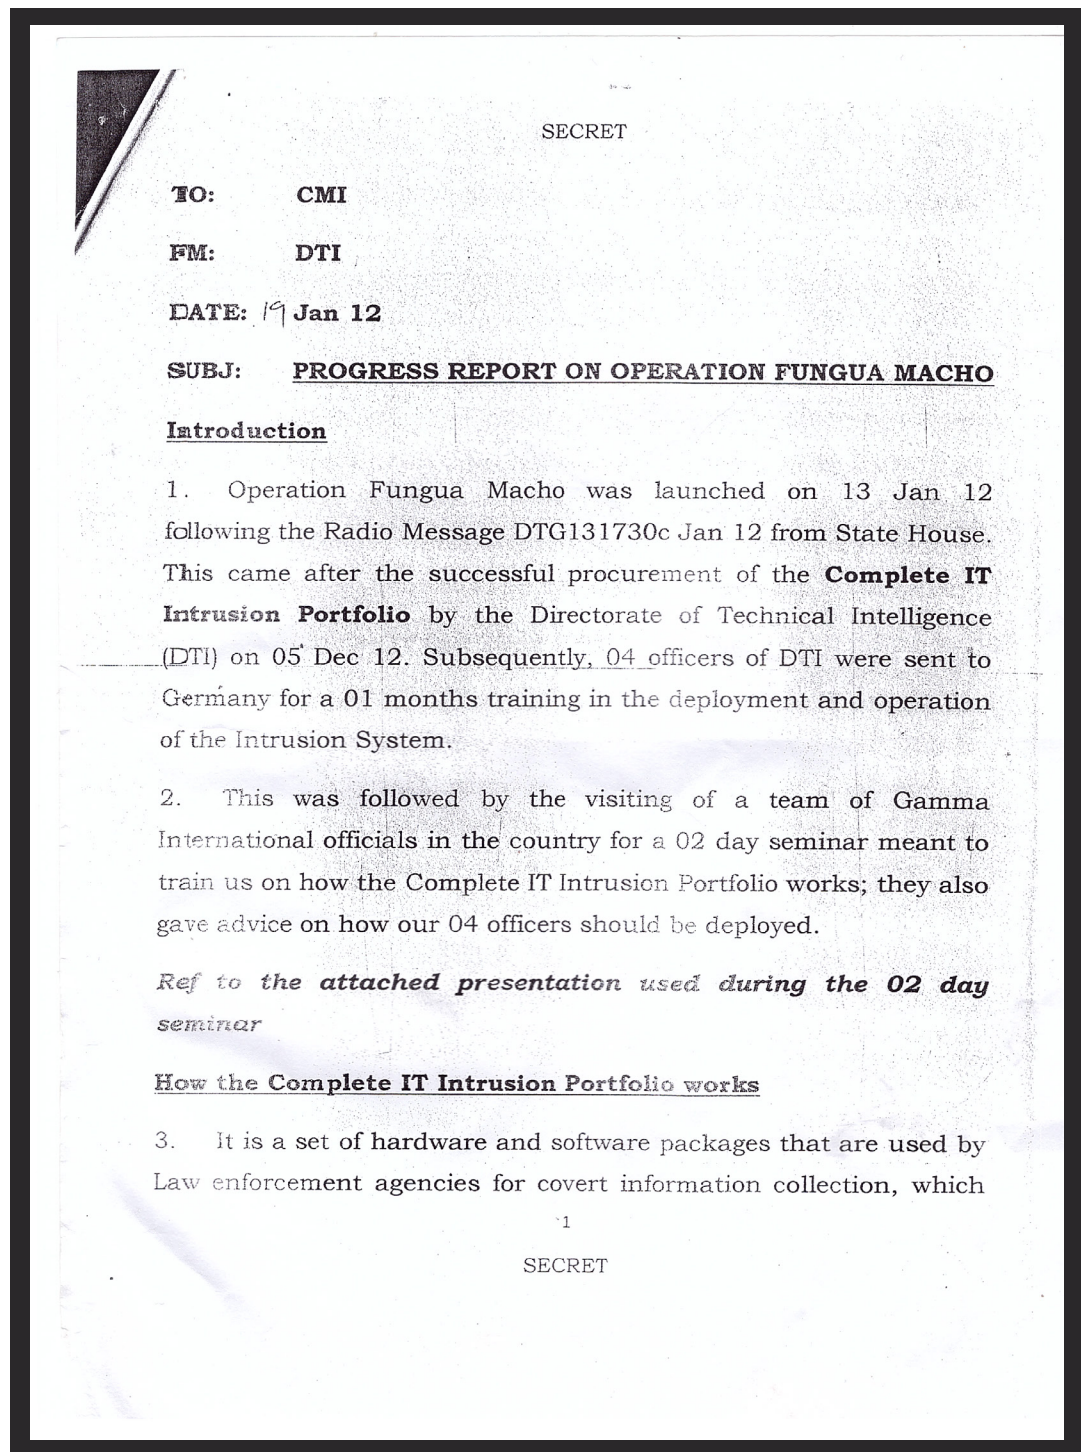 SECRET
TO: CMI
FM: DTI
DATE: 19 Jan 12
SUBJ: PROGRESS REPORT ON OPERATION FUNGUA MACHO
Introduction
1. Operation Fungua Macho was launched on 13 Jan 12
following the Radio Message DTG131730c Jan 12 from State House.
This came after the successful procurement of the Complete IT
Intrusion Portfolio by the Directorate of Technical Intelligence
(DTI) on 05 Dec 12. Subsequently, 04 officers of DTI were sent to
Germany for a 01 months training in the deployment and operation
of the Intrusion System.
2. This was followed by the visiting of a team of Gamma
International officials in the country for a 02 day seminar meant to
train us on how the Complete IT Intrusion Portfolio works; they also
gave advice on how our 04 officers should be deployed.
Ref to the attached presentation used during the 02 day
seminar
How the Complete IT Intrusion Portfolio works
3. It is a set of hardware and software packages that are used by
Law enforcement agencies for covert information collection, which
1
SECRET